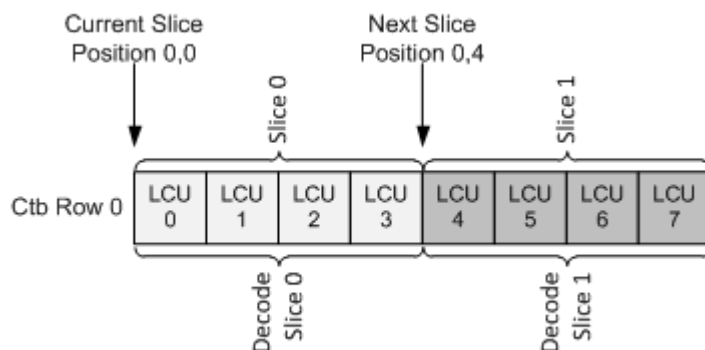 Current Slice
Position 0,0
Next Slice
Position 0,4
Slice 0
Slice 1
Ctb Row 0
LCU
0
LCU
1
LCU
2
LCU
3
LCU
4
LCU
5
LCU
6
LCU
7
Decode
Slice 0
Decode
Slice 1